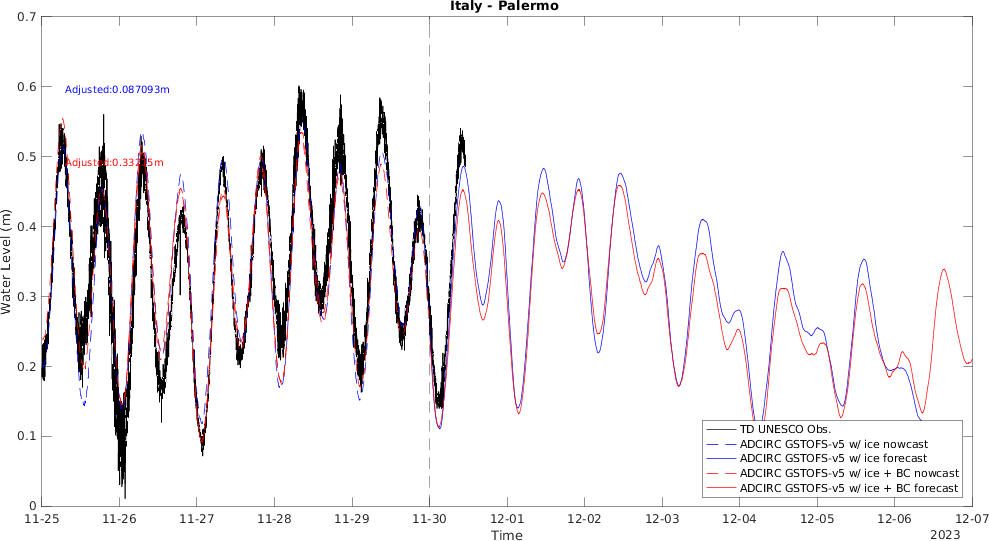 Italy - Palermo
0.7
0.6
0.5
0.4
0.3
0.2
0.1
0
Water Level (m)
Adjusted:0.087093m
TD UNESCO Obs.
ADCIRC GSTOFS-v5 w/ ice nowcast
ADCIRC GSTOFS-v5 w/ ice forecast
ADCIRC GSTOFS-v5 w/ ice + BC nowcast
ADCIRC GSTOFS-v5 w/ ice + BC forecast
11-25 11-26 11-27 11-28 11-29 11-30 12-01 12-02 12-03 12-04 12-05 12-06 12-07
Time
2023